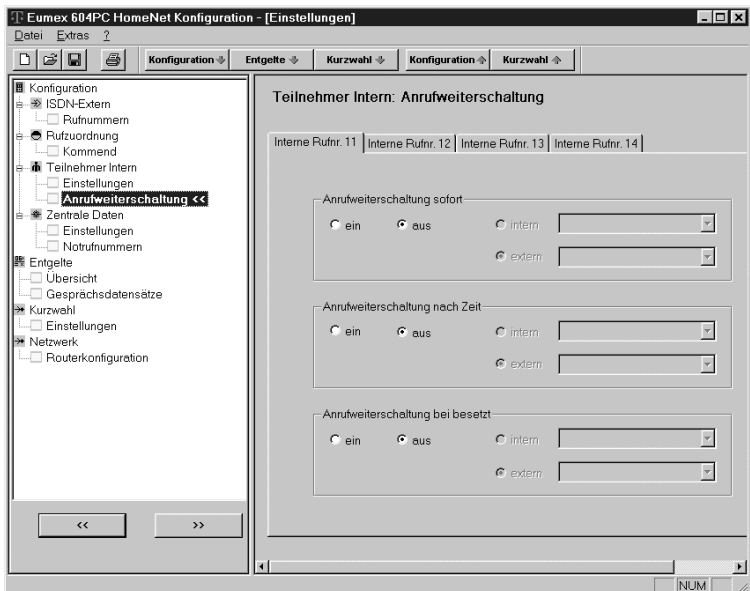 Eumex 604PC HomeNet Konfiguration - [Einstellungen]
Datei Extras ?
Konfiguration Entgelte Kurzwahl Konfiguration Kurzwahl
Konfiguration
ISDN-Extern
Rufnummern
Rufzuordnung
Kommend
Teilnehmer Intern
Einstellungen
Anrufweiterschaltung <<
Zentrale Daten
Einstellungen
Notrufnummern
Entgelte
Übersicht
Gesprächsdatensätze
Kurzwahl
Einstellungen
Netzwerk
Routerkonfiguration
<< >>
Teilnehmer Intern: Anrufweiterschaltung
Interne Rufnr. 11 Interne Rufnr. 12 Interne Rufnr. 13 Interne Rufnr. 14
Anrufweiterschaltung sofort
ein aus intern
extern
Anrufweiterschaltung nach Zeit
ein aus intern
extern
Anrufweiterschaltung bei besetzt
ein aus intern
extern
NUM